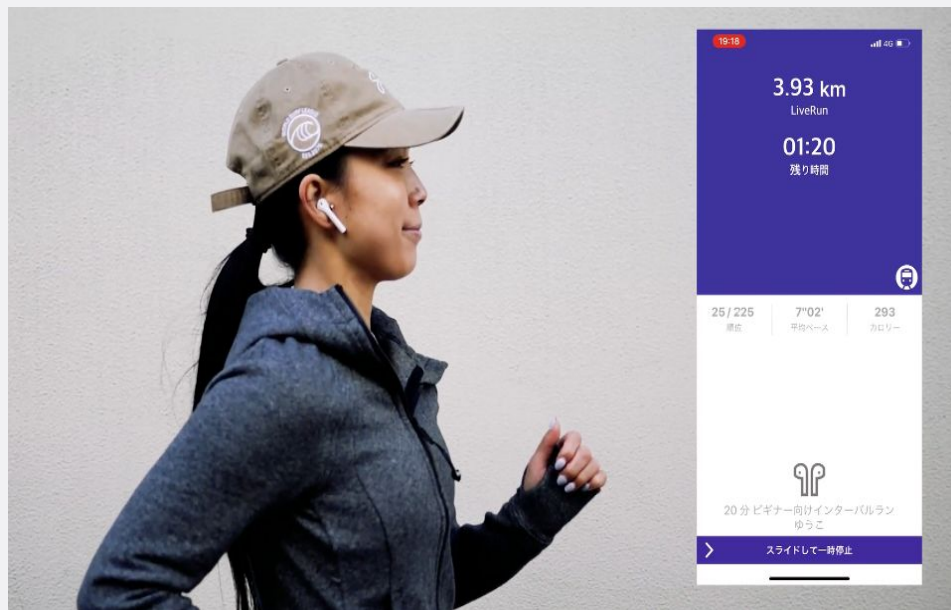 19:18
4G
3.93 km
LiveRun
01:20
残り時間
25 / 225
7"02'
293
順位
平均ペース
カロリー
20 分 ビギナー向けインターバルラン
ゆうこ
スライドして一時停止